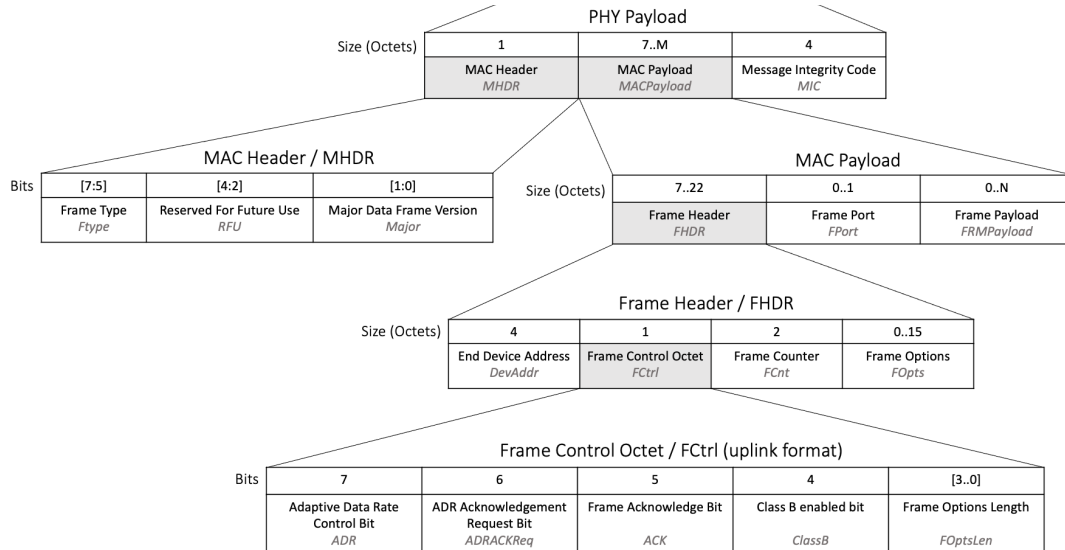 PHY Payload
Size (Octets) 1 7..M 4
MAC Header MAC Payload Message Integrity Code
MHDR MACPayload MIC
MAC Header / MHDR
Bits [7:5] [4:2] [1:0]
Frame Type Reserved For Future Use Major Data Frame Version
Ftype RFU Major
MAC Payload
Size (Octets) 7..22 0..1 0..N
Frame Header Frame Port Frame Payload
FHDR FPort FRMPayload
Frame Header / FHDR
Size (Octets) 4 1 2 0..15
End Device Address Frame Control Octet Frame Counter Frame Options
DevAddr FCtrl FCnt FOpts
Frame Control Octet / FCtrl (uplink format)
Bits 7 6 5 4 [3..0]
Adaptive Data Rate ADR Acknowledgement Frame Acknowledge Bit Class B enabled bit Frame Options Length
Control Bit Request Bit
ADR ADRACKReq ACK ClassB FOptsLen